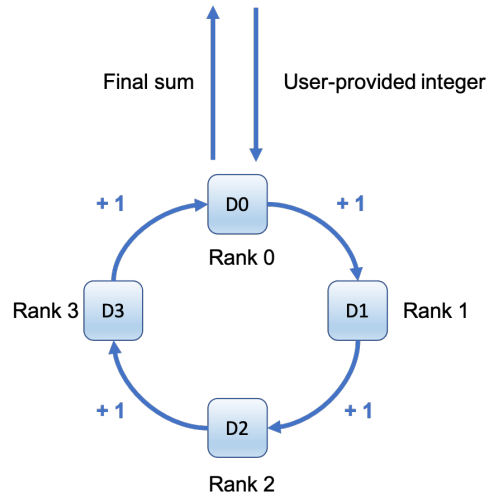 Final sum
User-provided integer
+ 1
D0
+ 1
Rank 0
Rank 3
D3
D1
Rank 1
+ 1
D2
+ 1
Rank 2